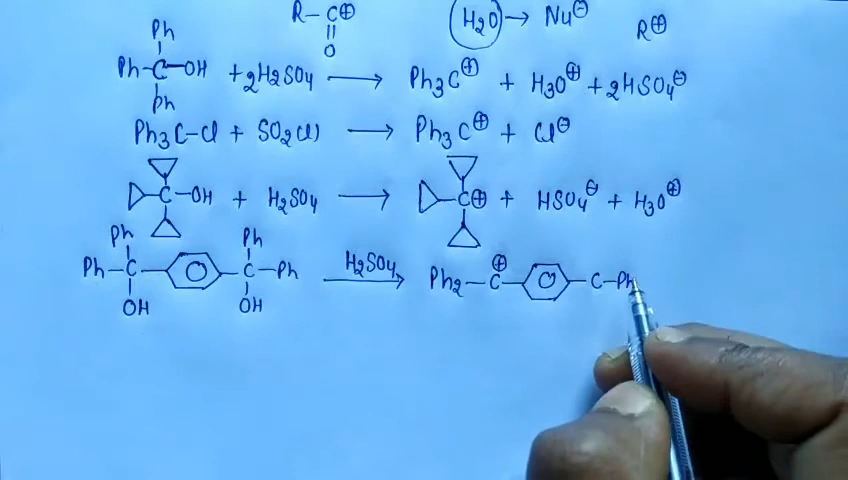 R–C⊕ H2O → Nu⊖ R⊕
‖
O
Ph
Ph–C–OH + 2H2SO4 → Ph3C⊕ + H3O⊕ + 2HSO4⊖
Ph
Ph3C–Cl + SO2(l) → Ph3C⊕ + Cl⊖
C–OH + H2SO4 → C⊕ + HSO4⊖ + H3O⊕
Ph Ph
Ph–C– –C–Ph H2SO4 → Ph2–C⊕– –C–Ph
OH OH